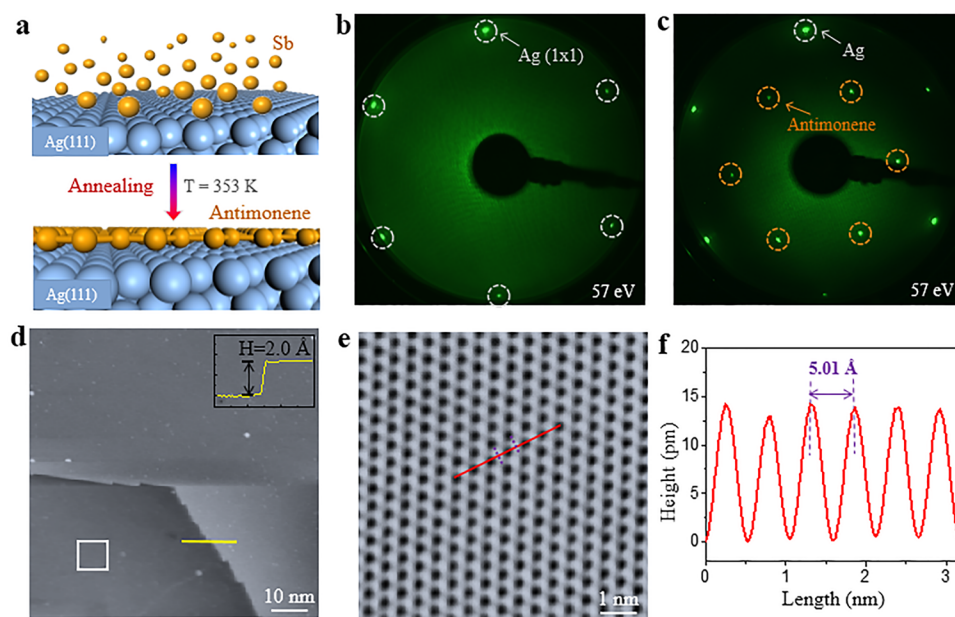 a
Sb
Ag(111)
Annealing
T = 353 K
Antimonene
Ag(111)
b
Ag (1x1)
57 eV
c
Ag
Antimonene
57 eV
d
H=2.0 Å
10 nm
e
1 nm
f
20
15
10
5
0
Height (pm)
5.01 Å
0
1
2
3
Length (nm)